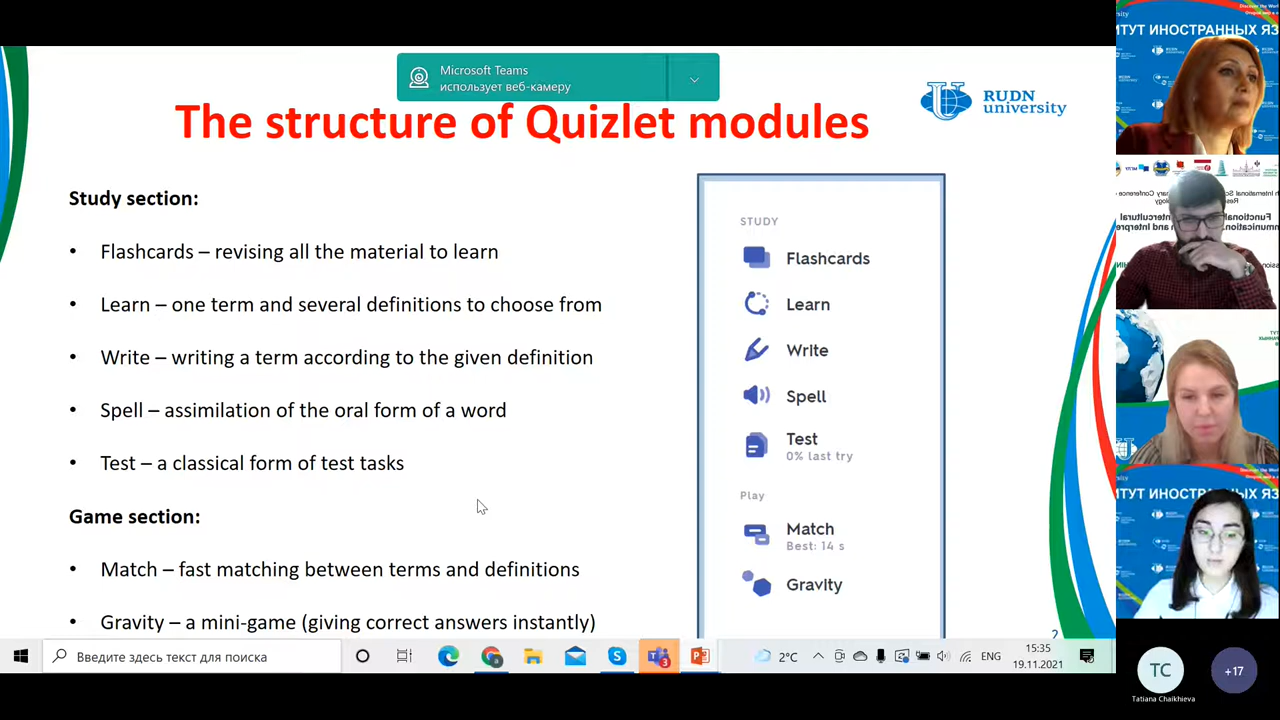 Microsoft Teams
использует веб-камеру
The structure of Quizlet modules
RUDN
university
Study section:
• Flashcards – revising all the material to learn
• Learn – one term and several definitions to choose from
• Write – writing a term according to the given definition
• Spell – assimilation of the oral form of a word
• Test – a classical form of test tasks
Game section:
• Match – fast matching between terms and definitions
• Gravity – a mini-game (giving correct answers instantly)
STUDY
Flashcards
Learn
Write
Spell
Test
0% last try
Play
Match
Best: 14 s
Gravity
2
Введите здесь текст для поиска
3
2°C
ENG
15:35
19.11.2021
ТУТ ИНОСТРАННЫХ ЯЗ
ТУТ ИНОСТРАННЫХ ЯЗ
TC
Tatiana Chaikhieva
+17